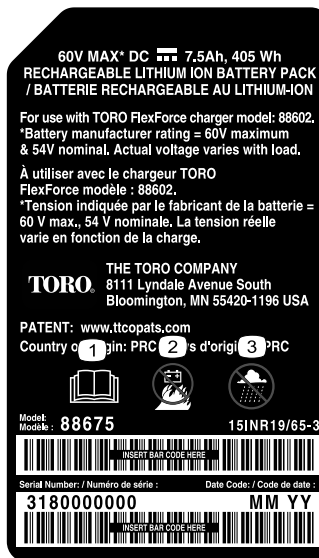 60V MAX* DC 7.5Ah, 405 Wh
RECHARGEABLE LITHIUM ION BATTERY PACK
/ BATTERIE RECHARGEABLE AU LITHIUM-ION
For use with TORO FlexForce charger model: 88602.
*Battery manufacturer rating = 60V maximum
& 54V nominal. Actual voltage varies with load.
À utiliser avec le chargeur TORO
FlexForce modèle : 88602.
*Tension indiquée par le fabricant de la batterie =
60 V max., 54 V nominale. La tension réelle
varie en fonction de la charge.
TORO®
THE TORO COMPANY
8111 Lyndale Avenue South
Bloomington, MN 55420-1196 USA
PATENT: www.ttcopats.com
Country gin: PRC s d'origi PRC
1 2 3
Model:
Modèle : 88675 15INR19/65-3
INSERT BAR CODE HERE
Serial Number: / Numéro de série : Date Code: / Code de date :
3180000000 MM YY
INSERT BAR CODE HERE